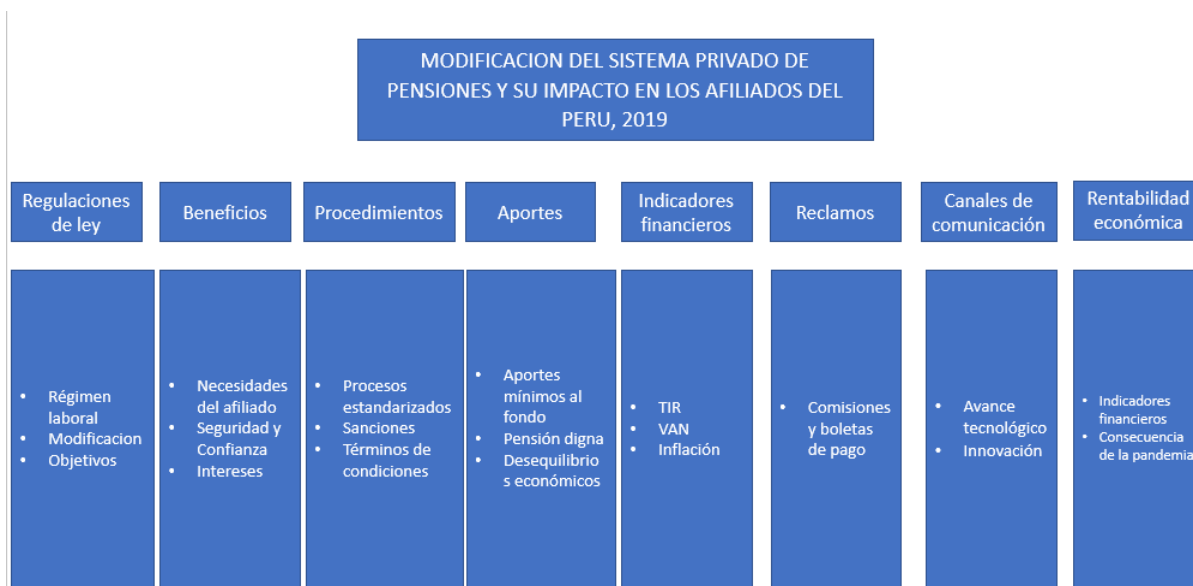 MODIFICACION DEL SISTEMA PRIVADO DE
PENSIONES Y SU IMPACTO EN LOS AFILIADOS DEL
PERU, 2019
Regulaciones
de ley
Beneficios
Procedimientos
Aportes
Indicadores
financieros
Reclamos
Canales de
comunicación
Rentabilidad
económica
• Régimen
laboral
• Modificacion
• Objetivos
• Necesidades
del afiliado
• Seguridad y
Confianza
• Intereses
• Procesos
estandarizados
• Sanciones
• Términos de
condiciones
• Aportes
mínimos al
fondo
• Pensión digna
• Desequilibrio
s económicos
• TIR
• VAN
• Inflación
• Comisiones
y boletas
de pago
• Avance
tecnológico
• Innovación
• Indicadores
financieros
• Consecuencia
de la pandemia